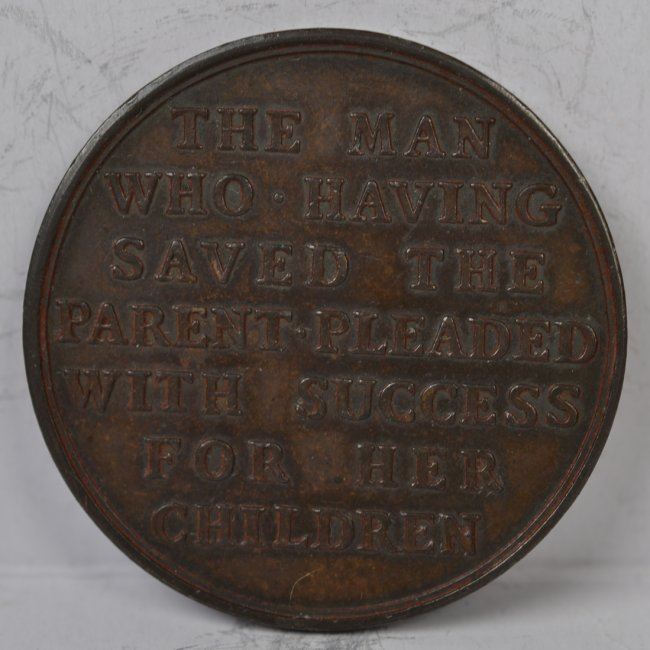 THE MAN
WHO · HAVING
SAVED THE
PARENT · PLEADED
WITH SUCCESS
FOR HER
CHILDREN